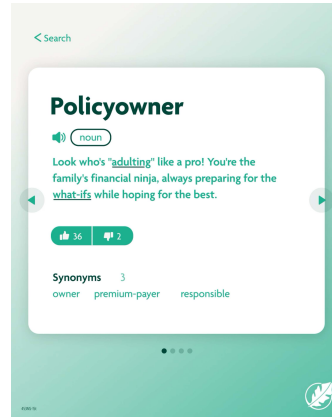 < Search
Policyowner
noun
Look who's "adulting" like a pro! You're the
family's financial ninja, always preparing for the
what-ifs while hoping for the best.
36 2
Synonyms 3
owner premium-payer responsible